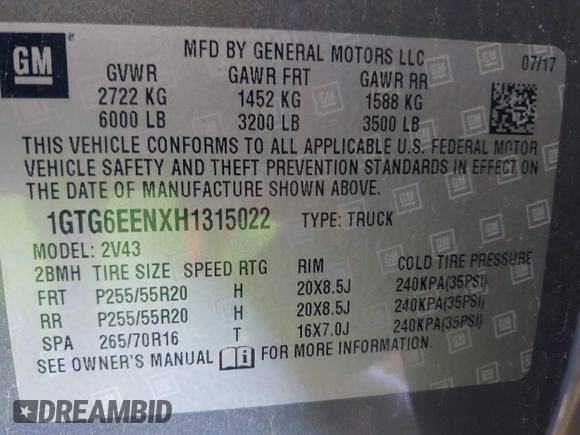 GM
MFD BY GENERAL MOTORS LLC 07/17
GVWR GAWR FRT GAWR RR
2722 KG 1452 KG 1588 KG
6000 LB 3200 LB 3500 LB
THIS VEHICLE CONFORMS TO ALL APPLICABLE U.S. FEDERAL MOTOR
VEHICLE SAFETY AND THEFT PREVENTION STANDARDS IN EFFECT ON
THE DATE OF MANUFACTURE SHOWN ABOVE.
1GTG6EENXH1315022 TYPE: TRUCK
MODEL: 2V43
2BMH TIRE SIZE SPEED RTG RIM COLD TIRE PRESSURE
FRT P255/55R20 H 20X8.5J 240KPA(35PSI)
RR P255/55R20 H 20X8.5J 240KPA(35PSI)
SPA 265/70R16 T 16X7.0J 240KPA(35PSI)
SEE OWNER'S MANUAL i FOR MORE INFORMATION.
DREAMBID